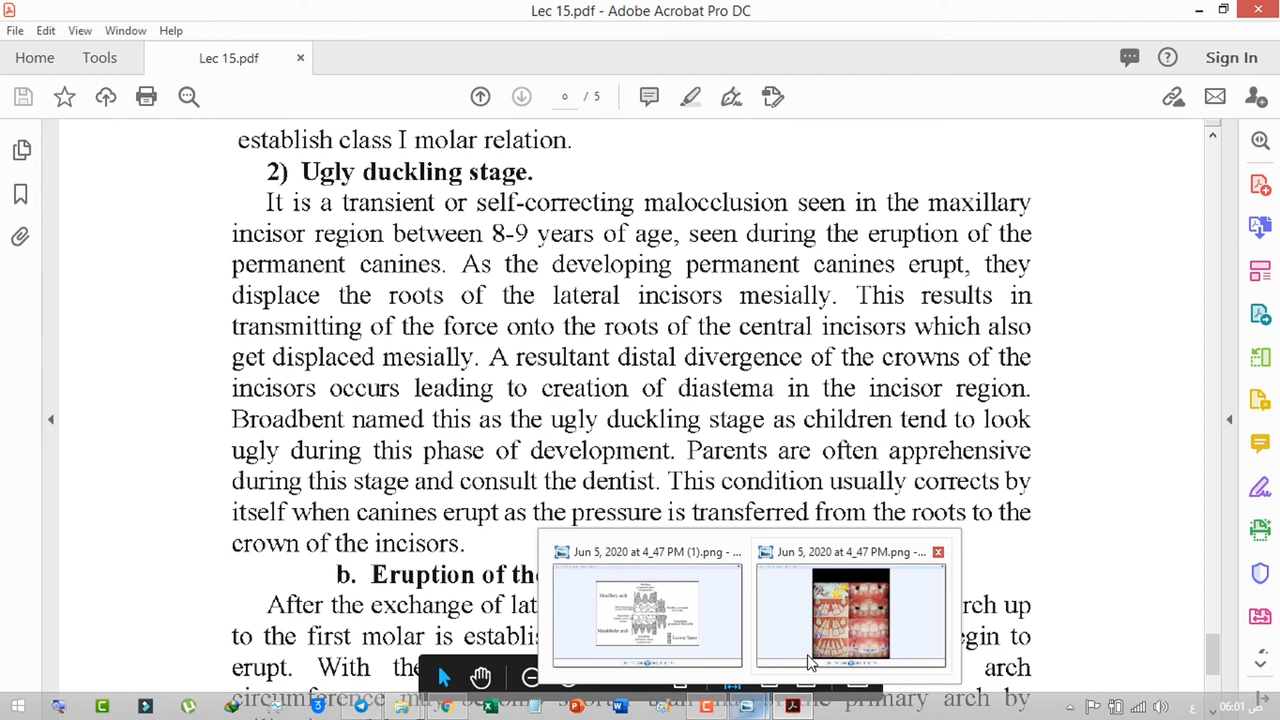 Lec 15.pdf - Adobe Acrobat Pro DC
File Edit View Window Help
Home Tools Lec 15.pdf × Sign In
٥ / 5
establish class I molar relation.
2) Ugly duckling stage.
It is a transient or self-correcting malocclusion seen in the maxillary
incisor region between 8-9 years of age, seen during the eruption of the
permanent canines. As the developing permanent canines erupt, they
displace the roots of the lateral incisors mesially. This results in
transmitting of the force onto the roots of the central incisors which also
get displaced mesially. A resultant distal divergence of the crowns of the
incisors occurs leading to creation of diastema in the incisor region.
Broadbent named this as the ugly duckling stage as children tend to look
ugly during this phase of development. Parents are often apprehensive
during this stage and consult the dentist. This condition usually corrects by
itself when canines erupt as the pressure is transferred from the roots to the
crown of the incisors.
Jun 5, 2020 at 4_47 PM (1).png - ... Jun 5, 2020 at 4_47 PM.png -...
Maxillary arch
Mandibular arch
Leeway Space
b. Eruption of the
After the exchange of lat arch up
to the first molar is establis egin to
erupt. With the arch
circumference primary arch by
06:01 ص